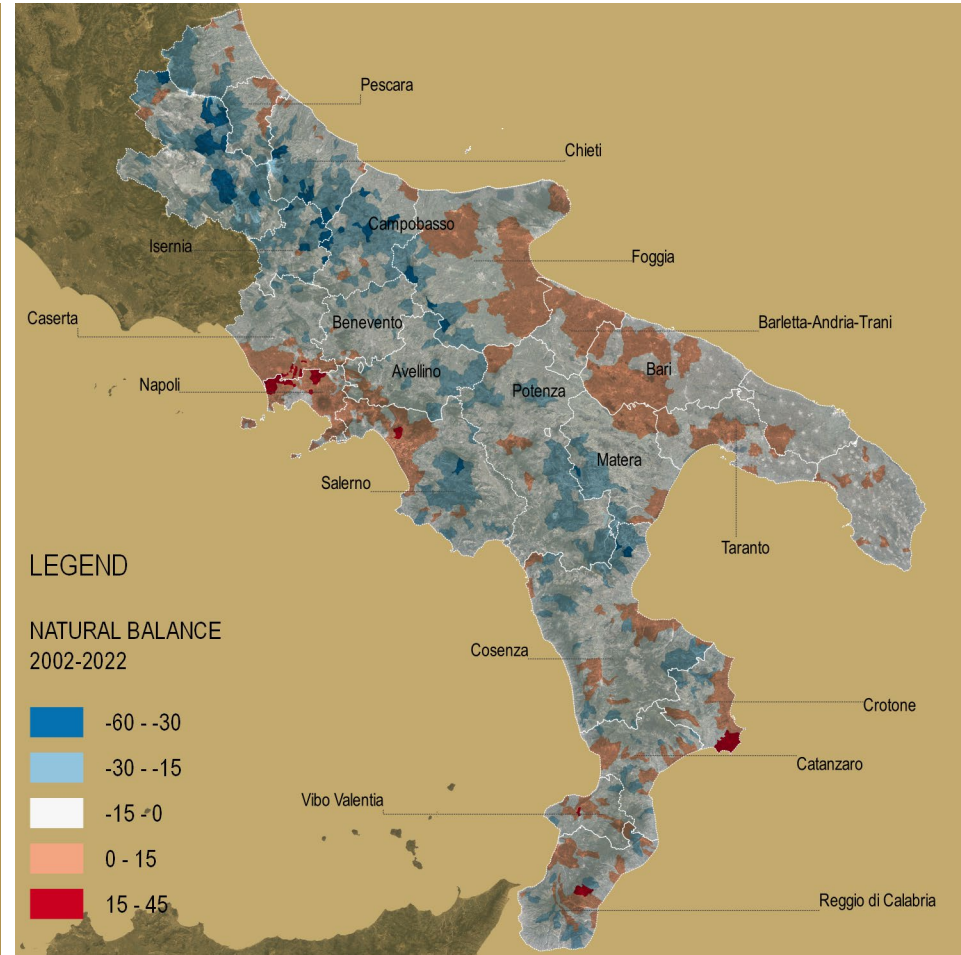 Pescara
Chieti
Campobasso
Isernia
Foggia
Caserta
Benevento
Barletta-Andria-Trani
Bari
Avellino
Napoli
Potenza
Matera
Salerno
Taranto
LEGEND
NATURAL BALANCE
2002-2022
Cosenza
Crotone
-60 - -30
-30 - -15
Catanzaro
Vibo Valentia
-15 - 0
0 - 15
15 - 45
Reggio di Calabria